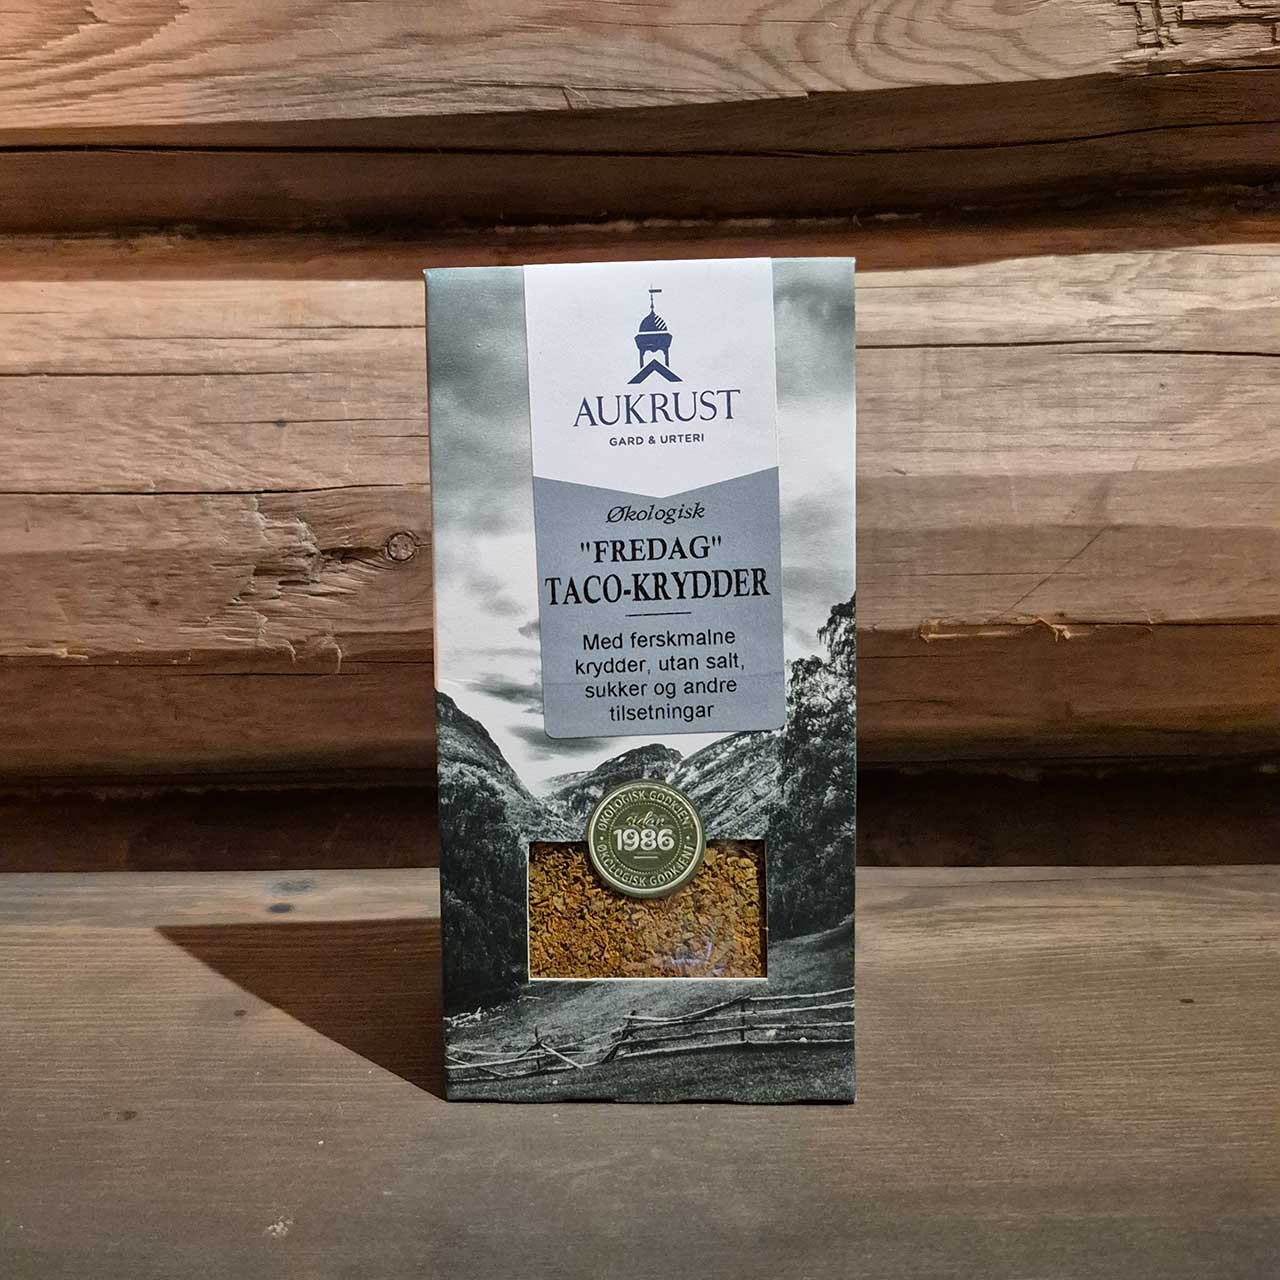 AUKRUST
GARD & URTERI
Økologisk
"FREDAG"
TACO-KRYDDER
Med ferskmalne
krydder, utan salt,
sukker og andre
tilsetningar
ØKOLOGISK GODKJENT
sidan
1986
ØKOLOGISK GODKJENT